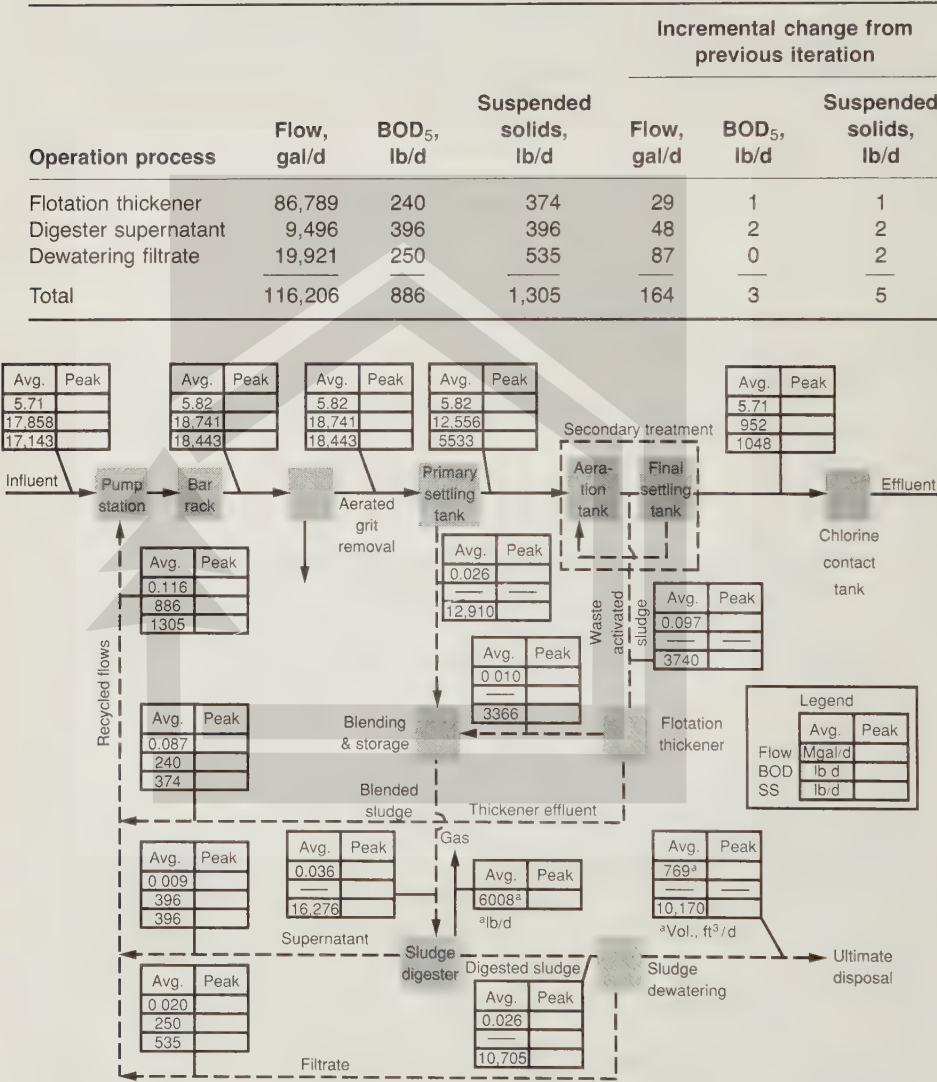 Incremental change from
previous iteration
Operation process Flow, gal/d BOD5, lb/d Suspended solids, lb/d Flow, gal/d BOD5, lb/d Suspended solids, lb/d
Flotation thickener 86,789 240 374 29 1 1
Digester supernatant 9,496 396 396 48 2 2
Dewatering filtrate 19,921 250 535 87 0 2
Total 116,206 886 1,305 164 3 5
Avg. Peak
5.71
17,858
17,143
Avg. Peak
5.82
18,741
18,443
Avg. Peak
5.82
18,741
18,443
Avg. Peak
5.82
12,556
5533
Avg. Peak
5.71
952
1048
Secondary treatment
Influent
Pump
station
Bar
rack
Aerated
grit
removal
Primary
settling
tank
Aera-
tion
tank
Final
settling
tank
Effluent
Chlorine
contact
tank
Avg. Peak
0.116
886
1305
Avg. Peak
0.026
— —
12,910
Waste
activated
sludge
Avg. Peak
0.097
— —
3740
Avg. Peak
0 010
—
3366
Recycled flows
Blending
& storage
Flotation
thickener
Legend
Avg. Peak
Flow Mgal/d
BOD lb d
SS lb/d
Avg. Peak
0.087
240
374
Blended
sludge
Thickener effluent
Gas
Avg. Peak
0 009
396
396
Avg. Peak
0.036
—
16,276
Avg. Peak
6008a
alb/d
Avg. Peak
769a
— —
10,170
aVol., ft3/d
Supernatant
Sludge
digester
Digested sludge
Sludge
dewatering
Ultimate
disposal
Avg. Peak
0 020
250
535
Avg. Peak
0.026
—
10,705
Filtrate